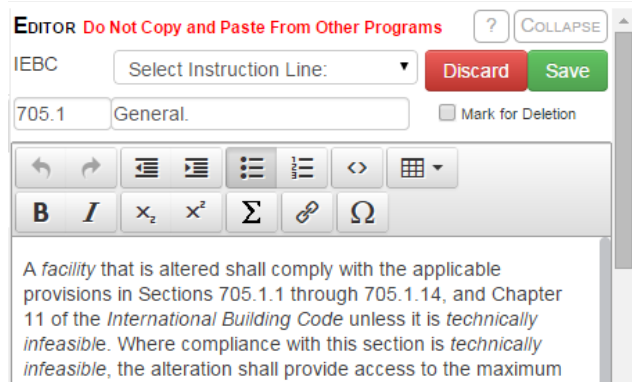 EDITOR Do Not Copy and Paste From Other Programs ? COLLAPSE
IEBC Select Instruction Line: Discard Save
705.1 General. Mark for Deletion
B I X₂ X² Σ Ω
A facility that is altered shall comply with the applicable
provisions in Sections 705.1.1 through 705.1.14, and Chapter
11 of the International Building Code unless it is technically
infeasible. Where compliance with this section is technically
infeasible, the alteration shall provide access to the maximum